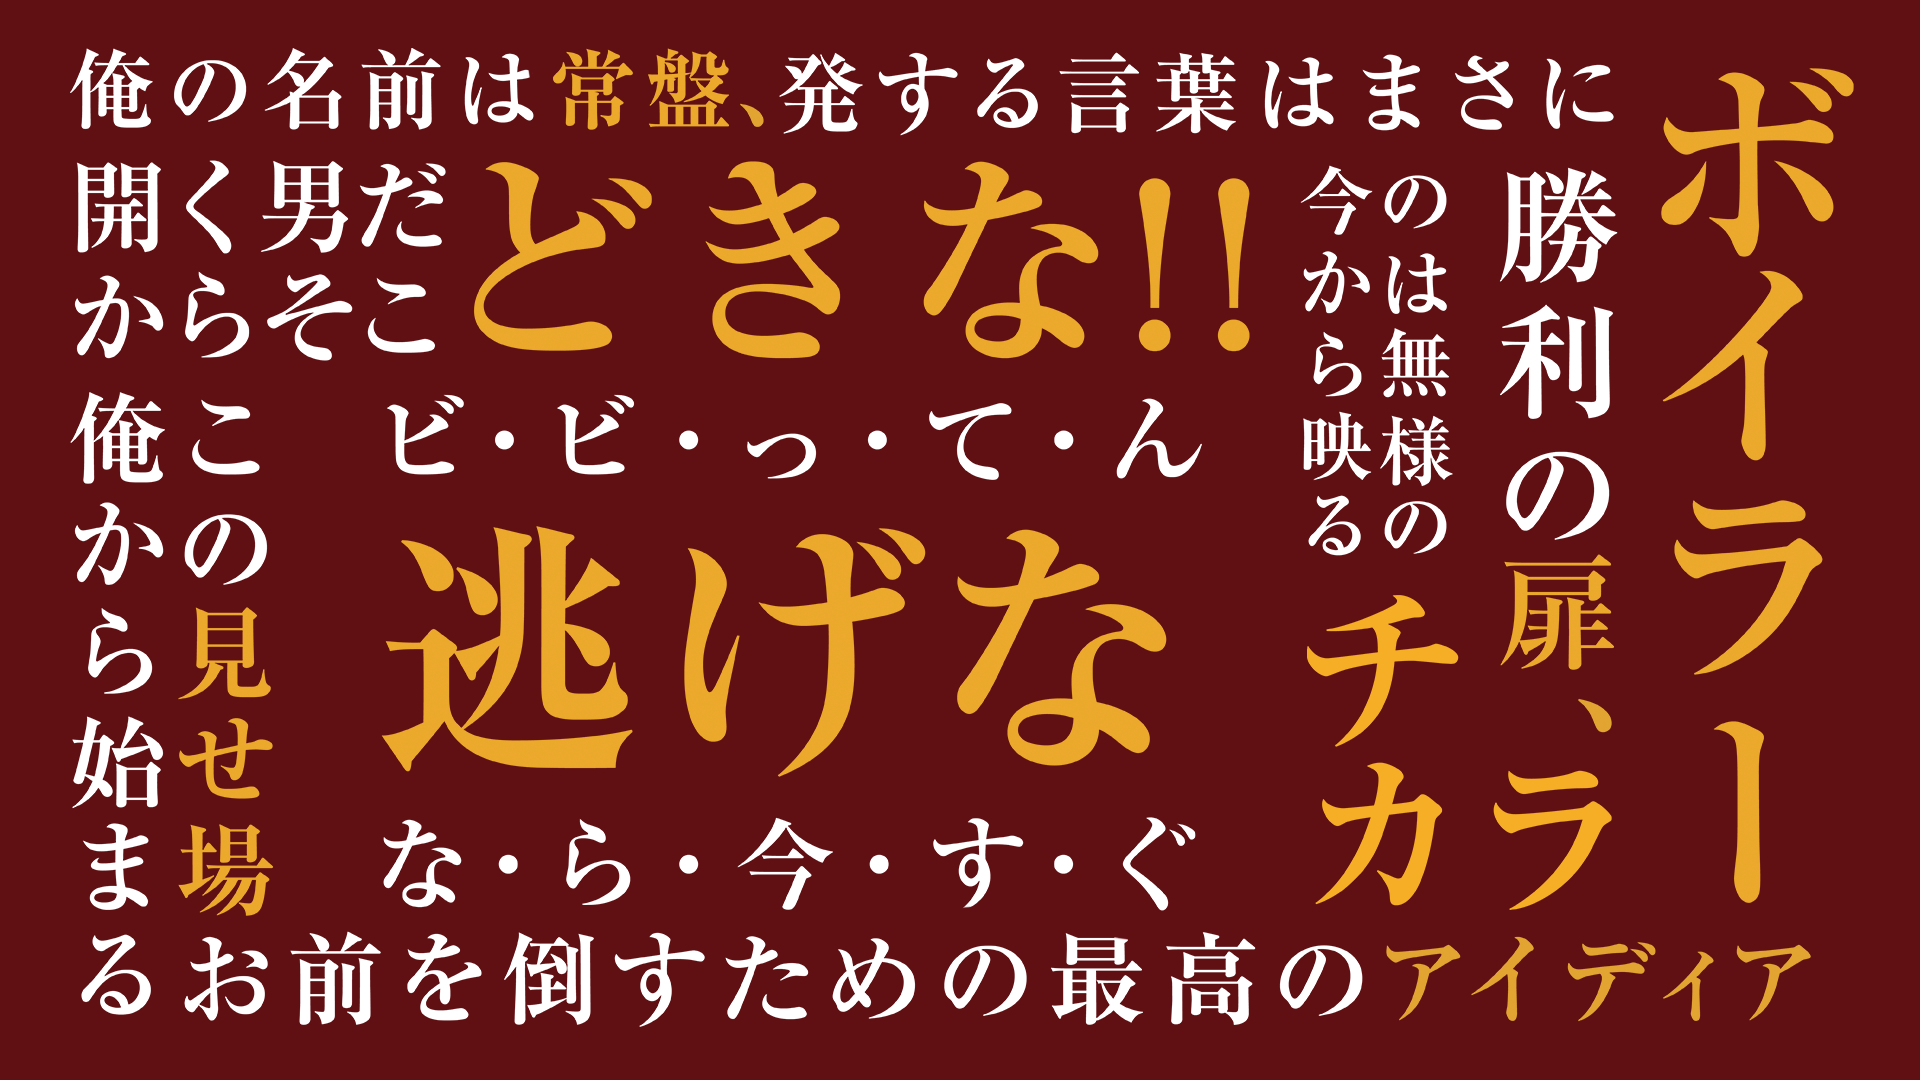 俺の名前は常盤、発する言葉はまさに
ボイラー
勝利の扉、
開く男だ
からそこ
どきな!!
ビ・ビ・っ・て・ん
逃げな
な・ら・今・す・ぐ
俺から始まる
この見せ場
お前を倒すための最高のアイディア
今から映る
のは無様の
チカラ